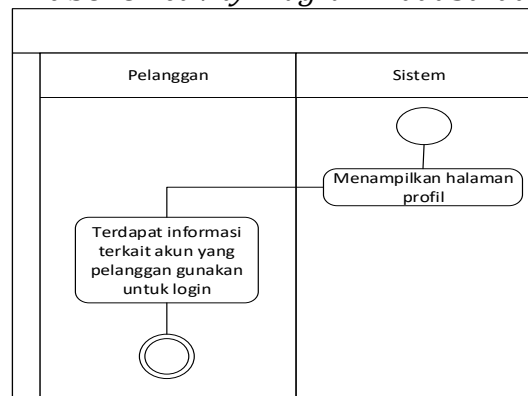 Pelanggan
Sistem
Menampilkan halaman
profil
Terdapat informasi
terkait akun yang
pelanggan gunakan
untuk login